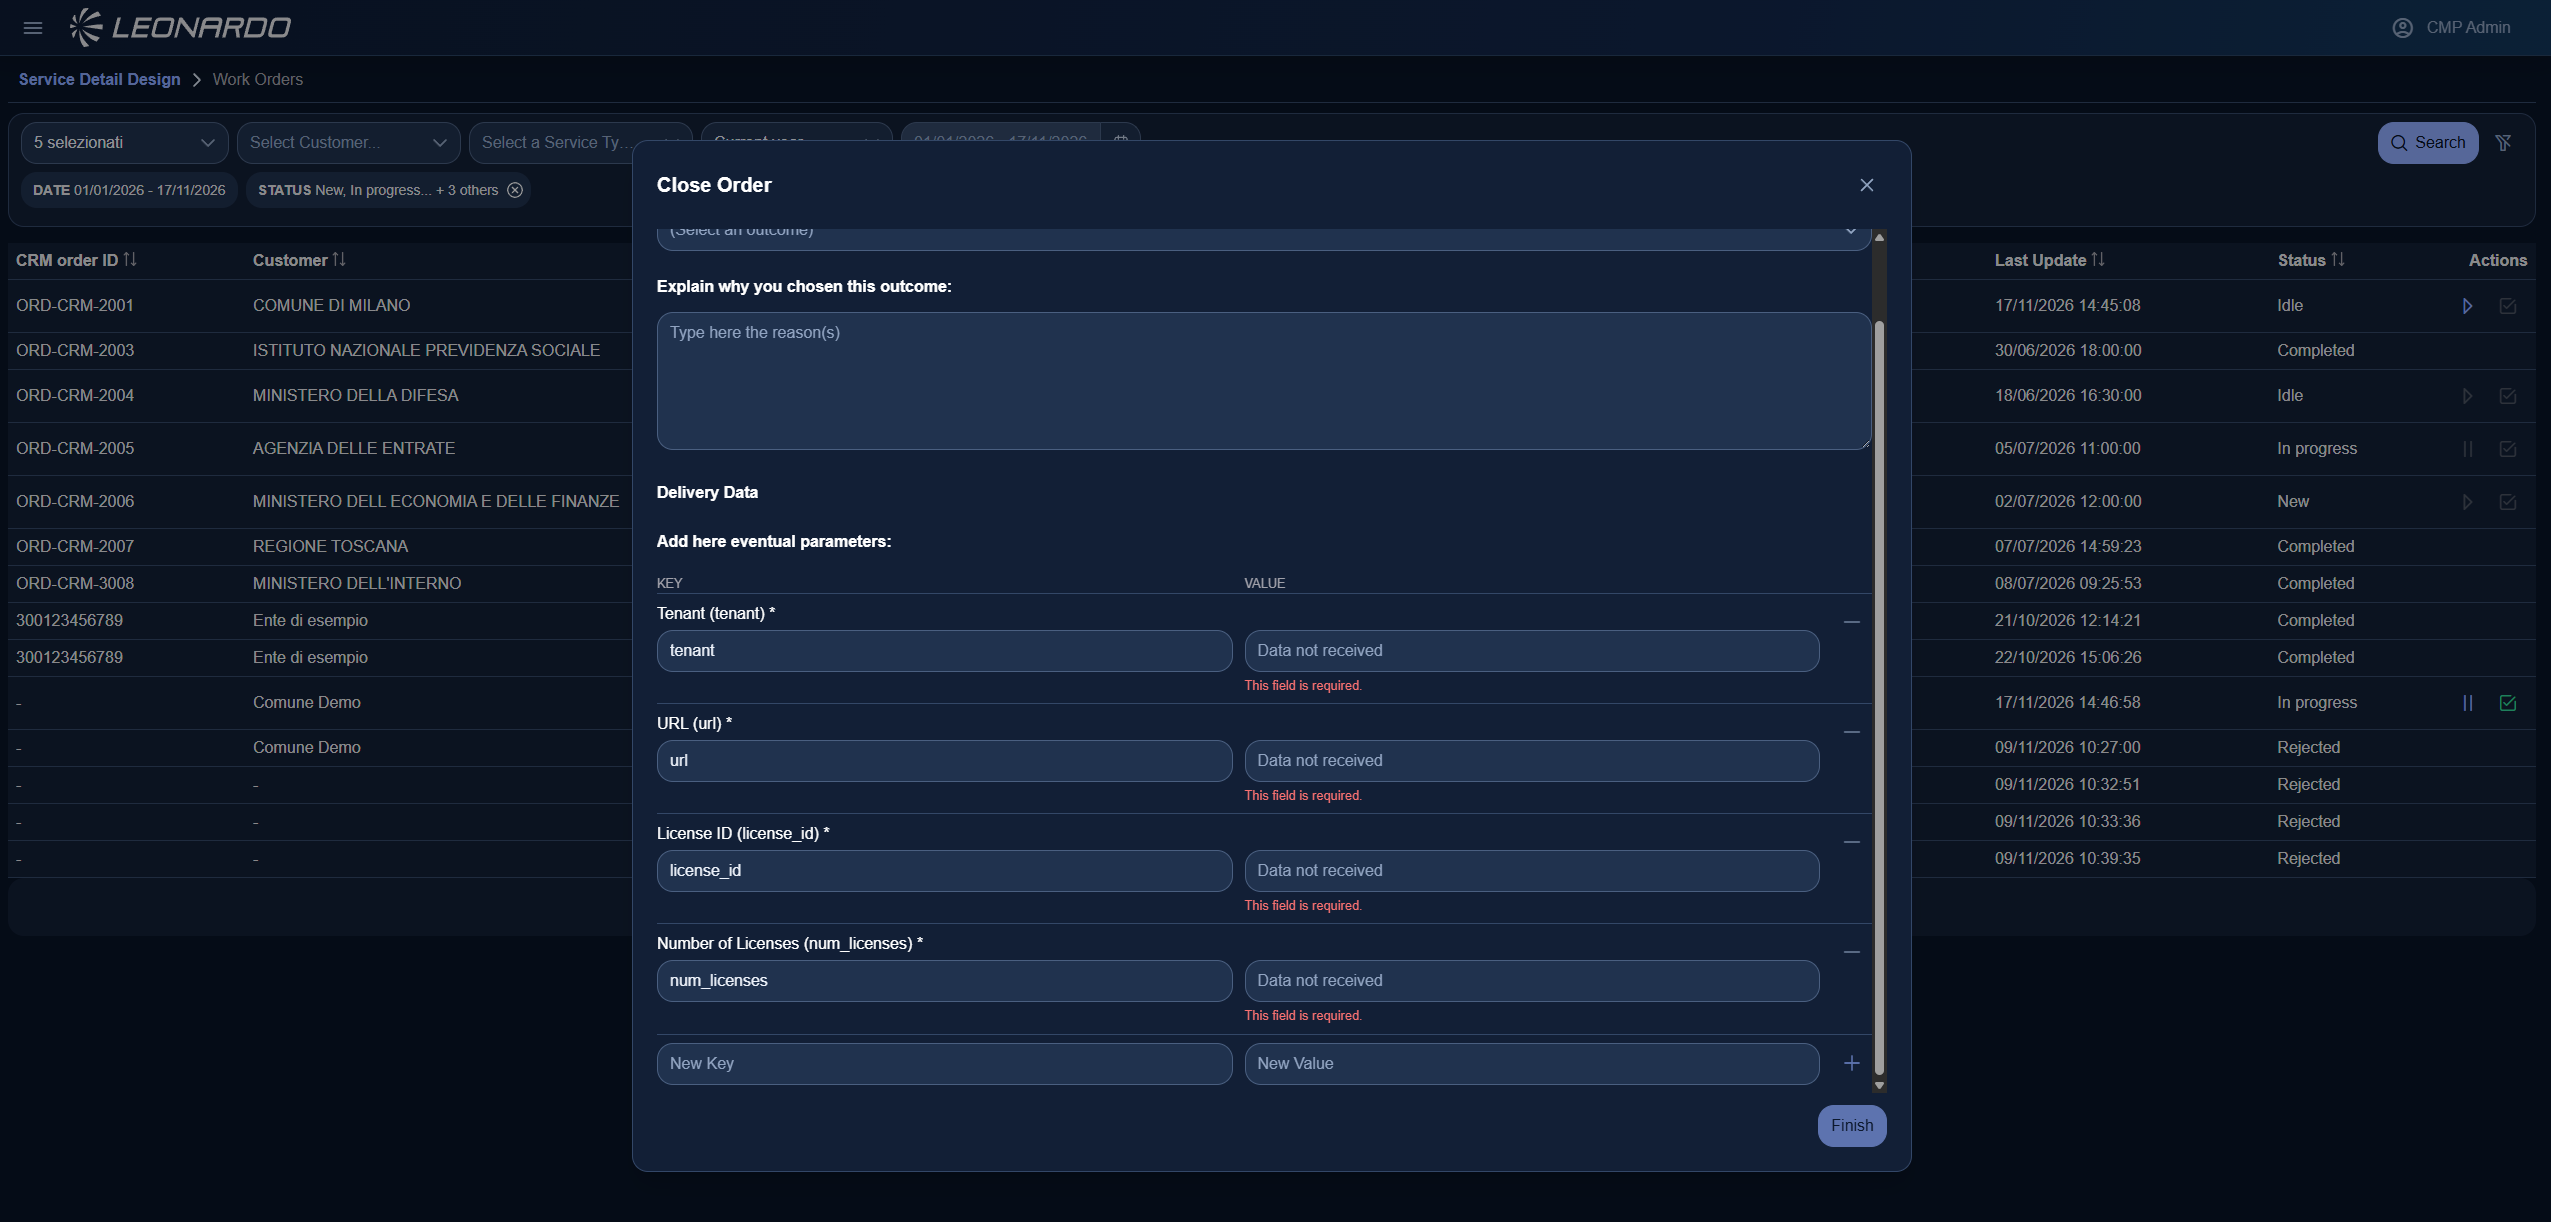 LEONARDO
CMP Admin
Service Detail Design > Work Orders
5 selezionati
Select Customer...
Select a Service Ty...
Current year
01/01/2026 - 17/11/2026
Search
DATE 01/01/2026 - 17/11/2026
STATUS New, In progress... + 3 others
CRM order ID Customer Last Update Status Actions
ORD-CRM-2001 COMUNE DI MILANO 17/11/2026 14:45:08 Idle
ORD-CRM-2003 ISTITUTO NAZIONALE PREVIDENZA SOCIALE 30/06/2026 18:00:00 Completed
ORD-CRM-2004 MINISTERO DELLA DIFESA 18/06/2026 16:30:00 Idle
ORD-CRM-2005 AGENZIA DELLE ENTRATE 05/07/2026 11:00:00 In progress
ORD-CRM-2006 MINISTERO DELL ECONOMIA E DELLE FINANZE 02/07/2026 12:00:00 New
ORD-CRM-2007 REGIONE TOSCANA 07/07/2026 14:59:23 Completed
ORD-CRM-3008 MINISTERO DELL'INTERNO 08/07/2026 09:25:53 Completed
300123456789 Ente di esempio 21/10/2026 12:14:21 Completed
300123456789 Ente di esempio 22/10/2026 15:06:26 Completed
- Comune Demo 17/11/2026 14:46:58 In progress
- Comune Demo 09/11/2026 10:27:00 Rejected
- - 09/11/2026 10:32:51 Rejected
- - 09/11/2026 10:33:36 Rejected
- - 09/11/2026 10:39:35 Rejected
Close Order
(Select an outcome)
Explain why you chosen this outcome:
Type here the reason(s)
Delivery Data
Add here eventual parameters:
KEY VALUE
Tenant (tenant) *
tenant Data not received
This field is required.
URL (url) *
url Data not received
This field is required.
License ID (license_id) *
license_id Data not received
This field is required.
Number of Licenses (num_licenses) *
num_licenses Data not received
This field is required.
New Key New Value
Finish